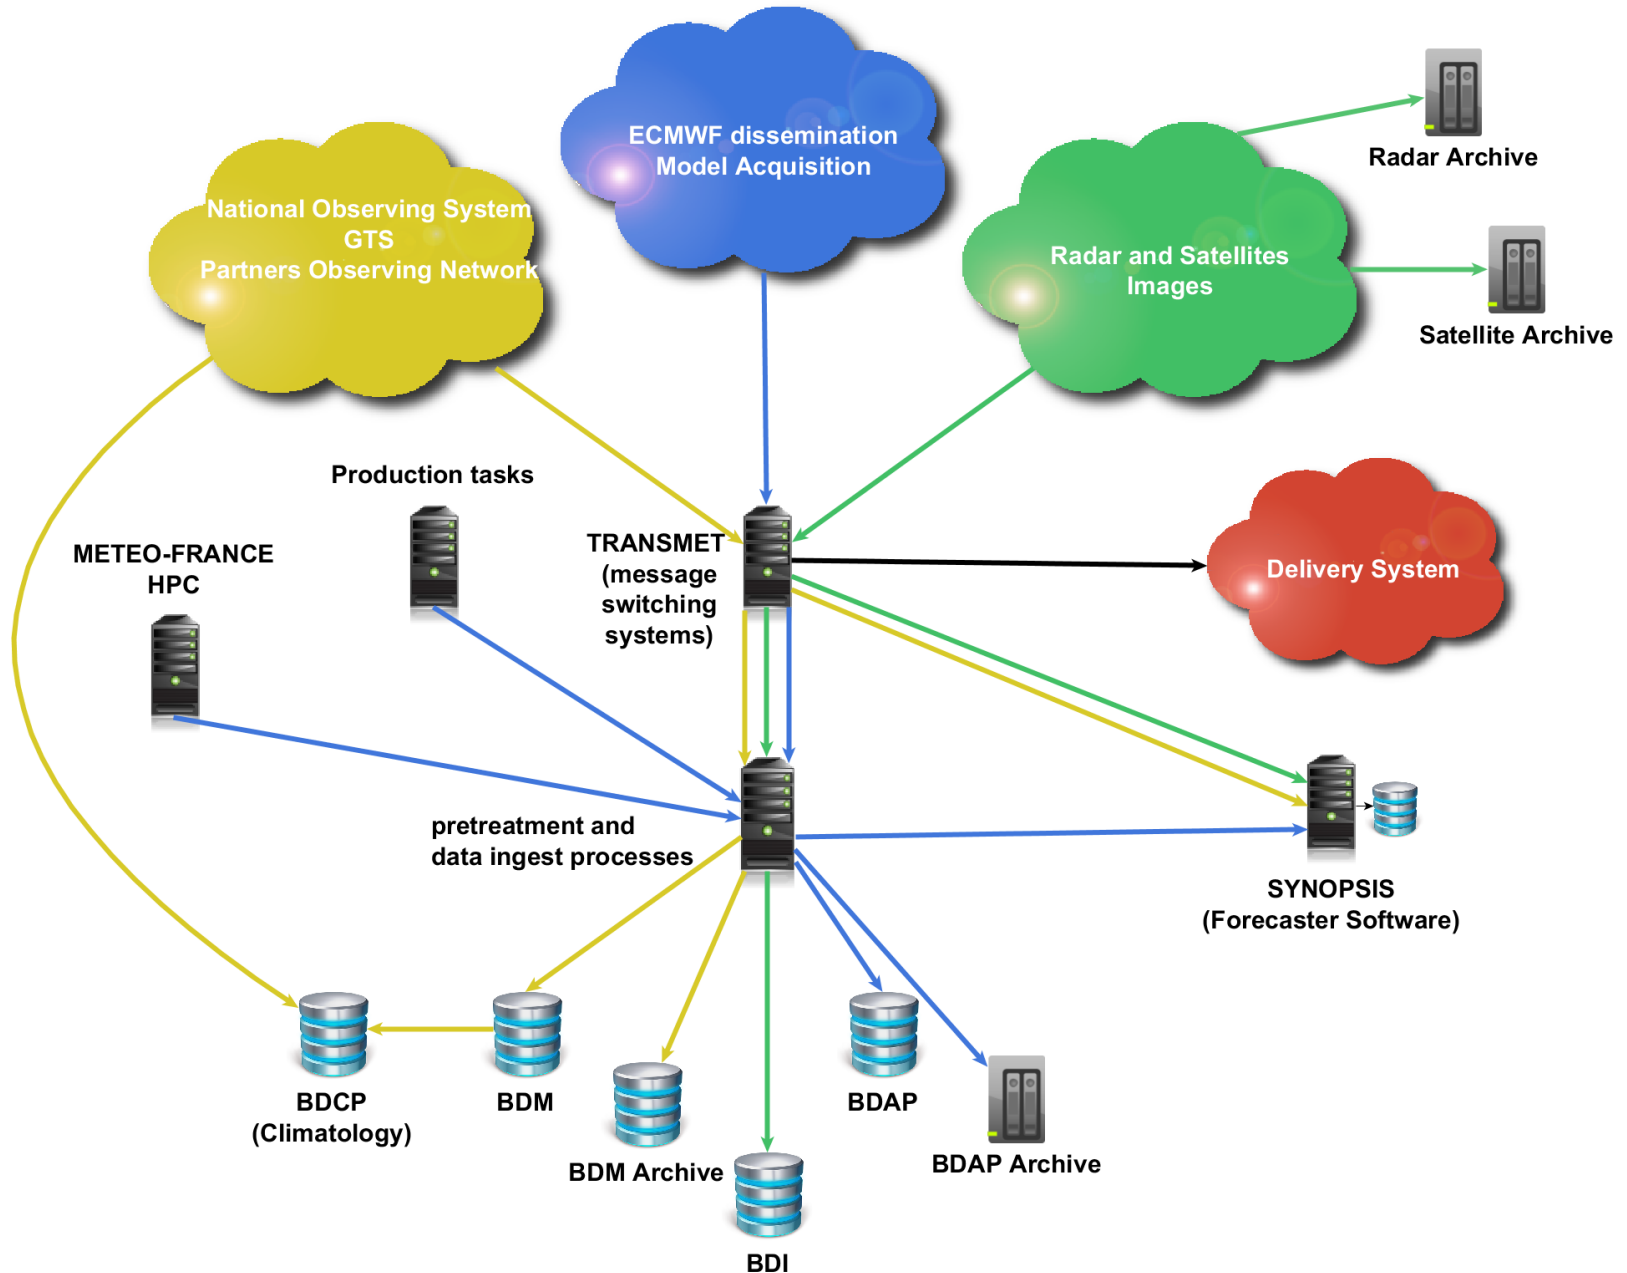 ECMWF dissemination
Model Acquisition
National Observing System
GTS
Partners Observing Network
Radar and Satellites
Images
Radar Archive
Satellite Archive
Production tasks
METEO-FRANCE
HPC
TRANSMET
(message
switching
systems)
Delivery System
pretreatment and
data ingest processes
SYNOPSIS
(Forecaster Software)
BDCP
(Climatology)
BDM
BDM Archive
BDI
BDAP
BDAP Archive